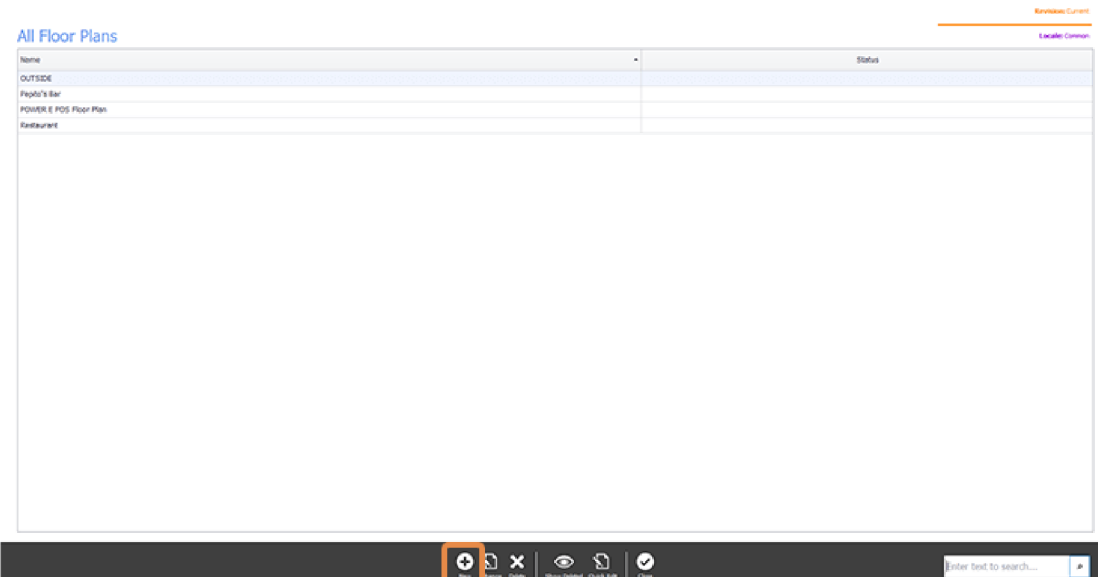 Revision: Current
All Floor Plans
Locale: Common
Name
Status
OUTSIDE
Pepito's Bar
POWER E POS Floor Plan
Restaurant
New
Delete
Show Deleted
Quick Edit
Close
Enter text to search...